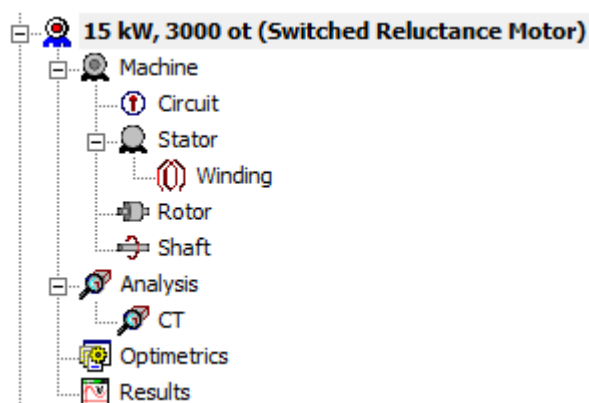 15 kW, 3000 ot (Switched Reluctance Motor)
Machine
Circuit
Stator
Winding
Rotor
Shaft
Analysis
CT
Optimetrics
Results